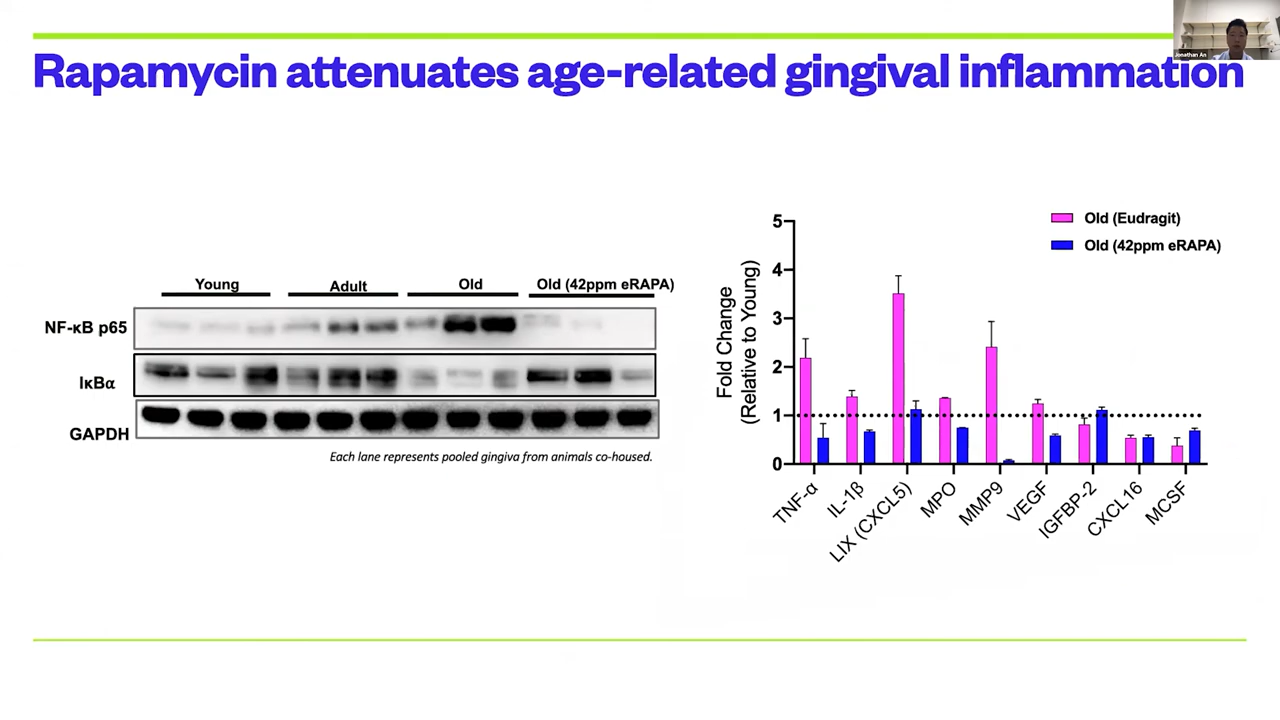 Rapamycin attenuates age-related gingival inflammation
Jonathan An
Young
Adult
Old
Old (42ppm eRAPA)
NF-κB p65
IκBα
GAPDH
Each lane represents pooled gingiva from animals co-housed.
Old (Eudragit)
Old (42ppm eRAPA)
Fold Change
(Relative to Young)
5
4
3
2
1
0
TNF-α
IL-1β
LIX (CXCL5)
MPO
MMP9
VEGF
IGFBP-2
CXCL16
MCSF